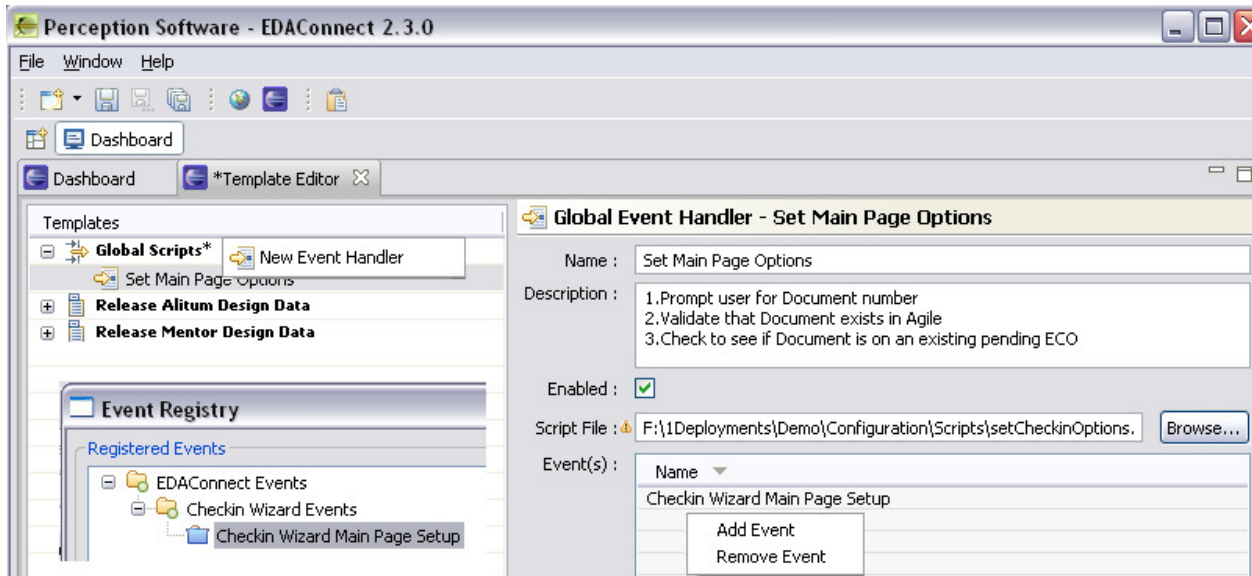 Perception Software - EDAConnect 2.3.0
File Window Help
Dashboard
Dashboard
*Template Editor
Templates
Global Scripts*
New Event Handler
Set Main Page Options
Release Alitum Design Data
Release Mentor Design Data
Event Registry
Registered Events
EDAConnect Events
Checkin Wizard Events
Checkin Wizard Main Page Setup
Global Event Handler - Set Main Page Options
Name : Set Main Page Options
Description : 1.Prompt user for Document number
2.Validate that Document exists in Agile
3.Check to see if Document is on an existing pending ECO
Enabled :
Script File : F:\1Deployments\Demo\Configuration\Scripts\setCheckinOptions. Browse...
Event(s) : Name
Checkin Wizard Main Page Setup
Add Event
Remove Event